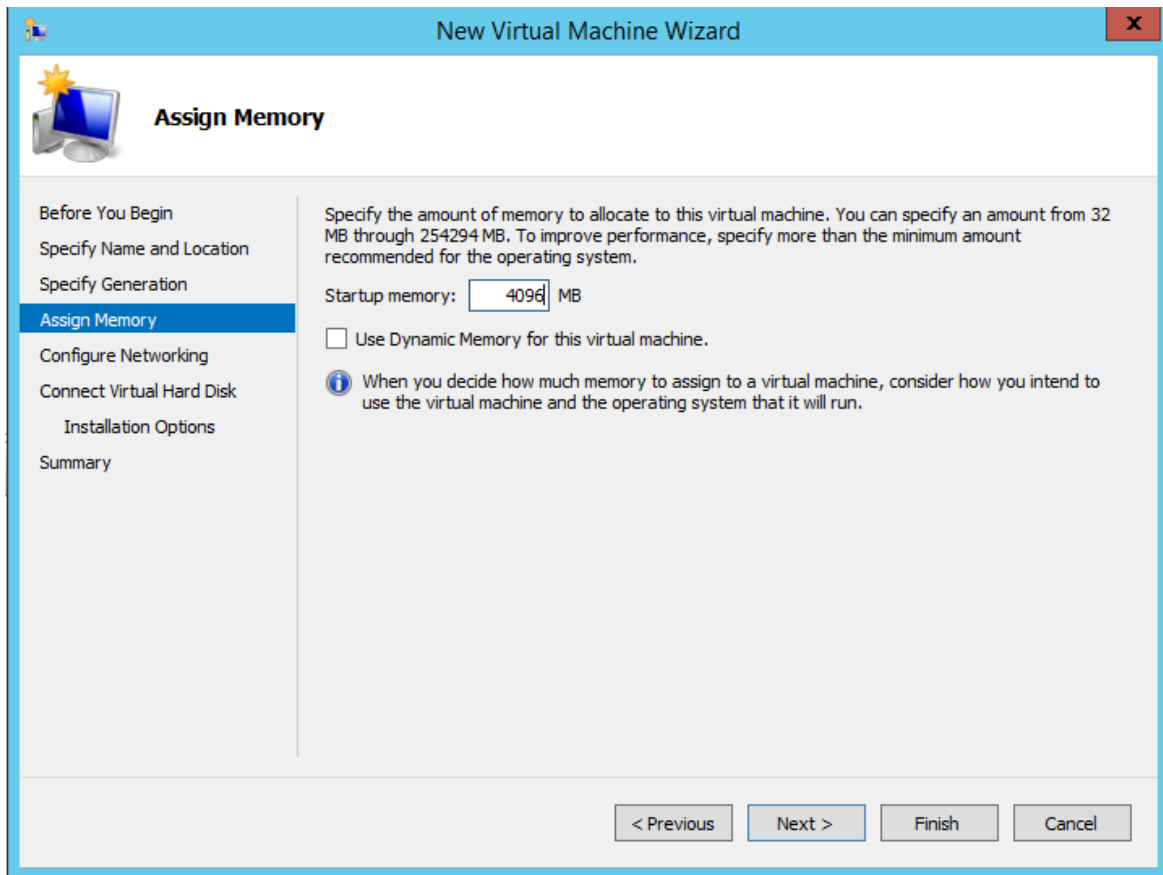 New Virtual Machine Wizard
x
Assign Memory
Before You Begin
Specify Name and Location
Specify Generation
Assign Memory
Configure Networking
Connect Virtual Hard Disk
Installation Options
Summary
Specify the amount of memory to allocate to this virtual machine. You can specify an amount from 32
MB through 254294 MB. To improve performance, specify more than the minimum amount
recommended for the operating system.
Startup memory: 4096 MB
Use Dynamic Memory for this virtual machine.
When you decide how much memory to assign to a virtual machine, consider how you intend to
use the virtual machine and the operating system that it will run.
< Previous Next > Finish Cancel